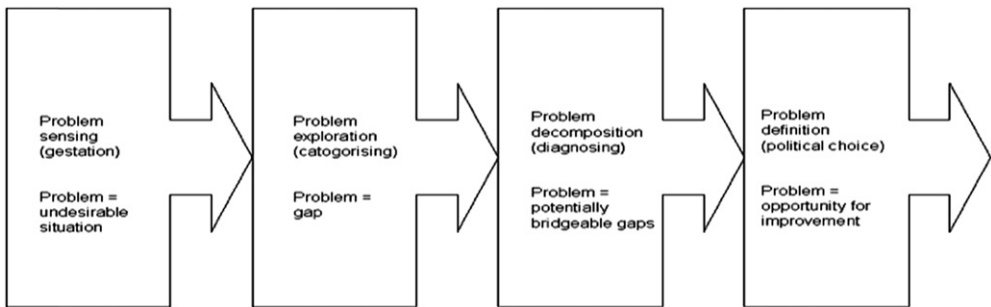 Problem
sensing
(gestation)
Problem =
undesirable
situation
Problem
exploration
(catogorising)
Problem =
gap
Problem
decomposition
(diagnosing)
Problem =
potentially
bridgeable gaps
Problem
definition
(political choice)
Problem =
opportunity for
improvement